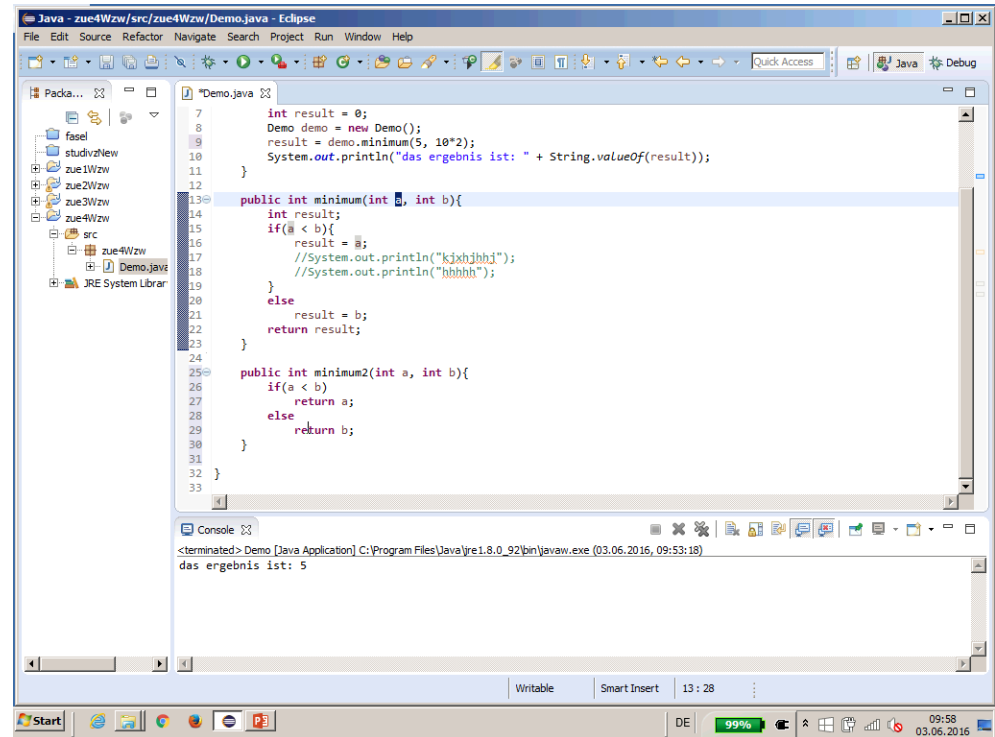 Java - zue4Wzw/src/zue4Wzw/Demo.java - Eclipse
File Edit Source Refactor Navigate Search Project Run Window Help
Quick Access
Java
Debug
Packa...
fasel
studivzNew
zue1Wzw
zue2Wzw
zue3Wzw
zue4Wzw
src
zue4Wzw
Demo.java
JRE System Librar
*Demo.java
7 int result = 0;
8 Demo demo = new Demo();
9 result = demo.minimum(5, 10*2);
10 System.out.println("das ergebnis ist: " + String.valueOf(result));
11 }
12
13 public int minimum(int a, int b){
14 int result;
15 if(a < b){
16 result = a;
17 //System.out.println("kjxhjhhj");
18 //System.out.println("hhhhh");
19 }
20 else
21 result = b;
22 return result;
23 }
24
25 public int minimum2(int a, int b){
26 if(a < b)
27 return a;
28 else
29 return b;
30 }
31
32 }
33
Console
<terminated> Demo [Java Application] C:\Program Files\Java\jre1.8.0_92\bin\javaw.exe (03.06.2016, 09:53:18)
das ergebnis ist: 5
Writable
Smart Insert
13 : 28
Start
DE
99%
09:58
03.06.2016